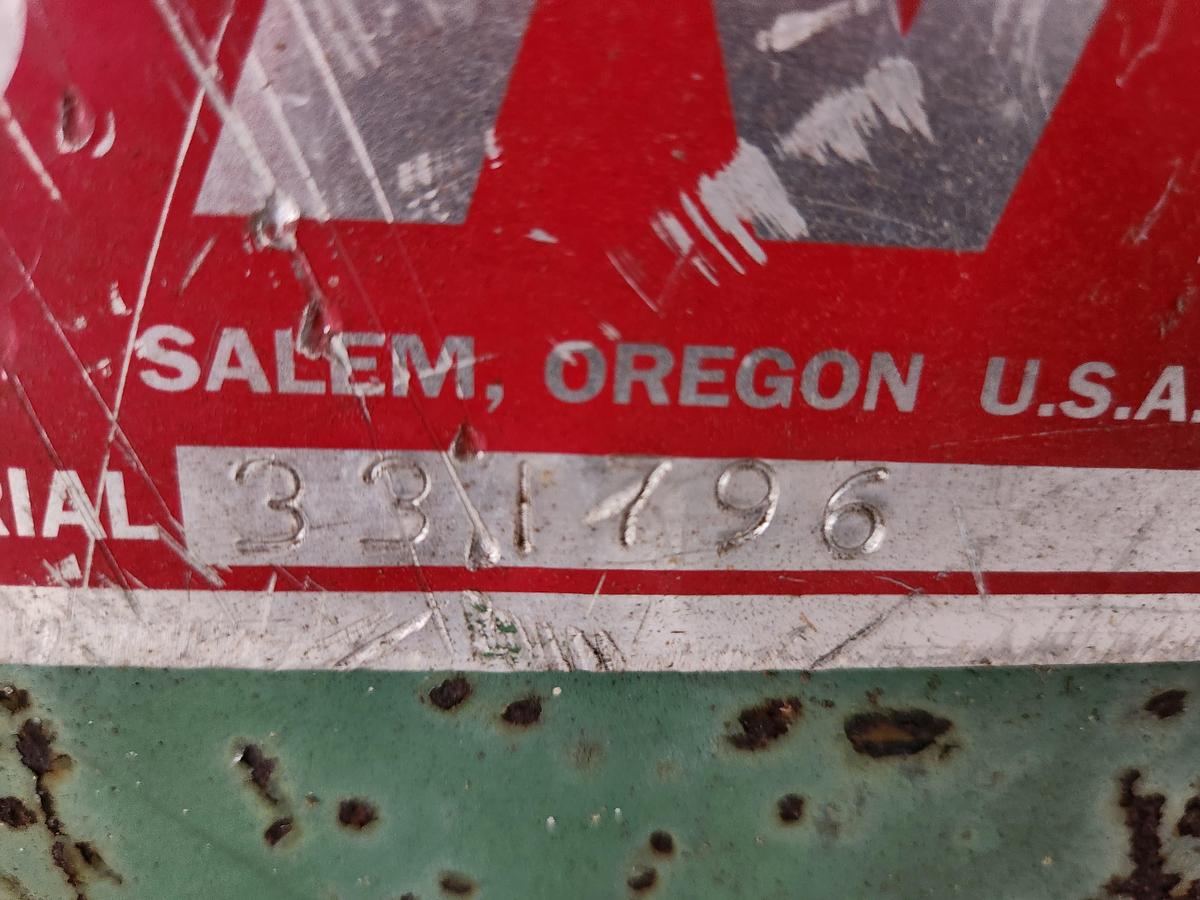 SALEM, OREGON U.S.A.
RIAL 331796